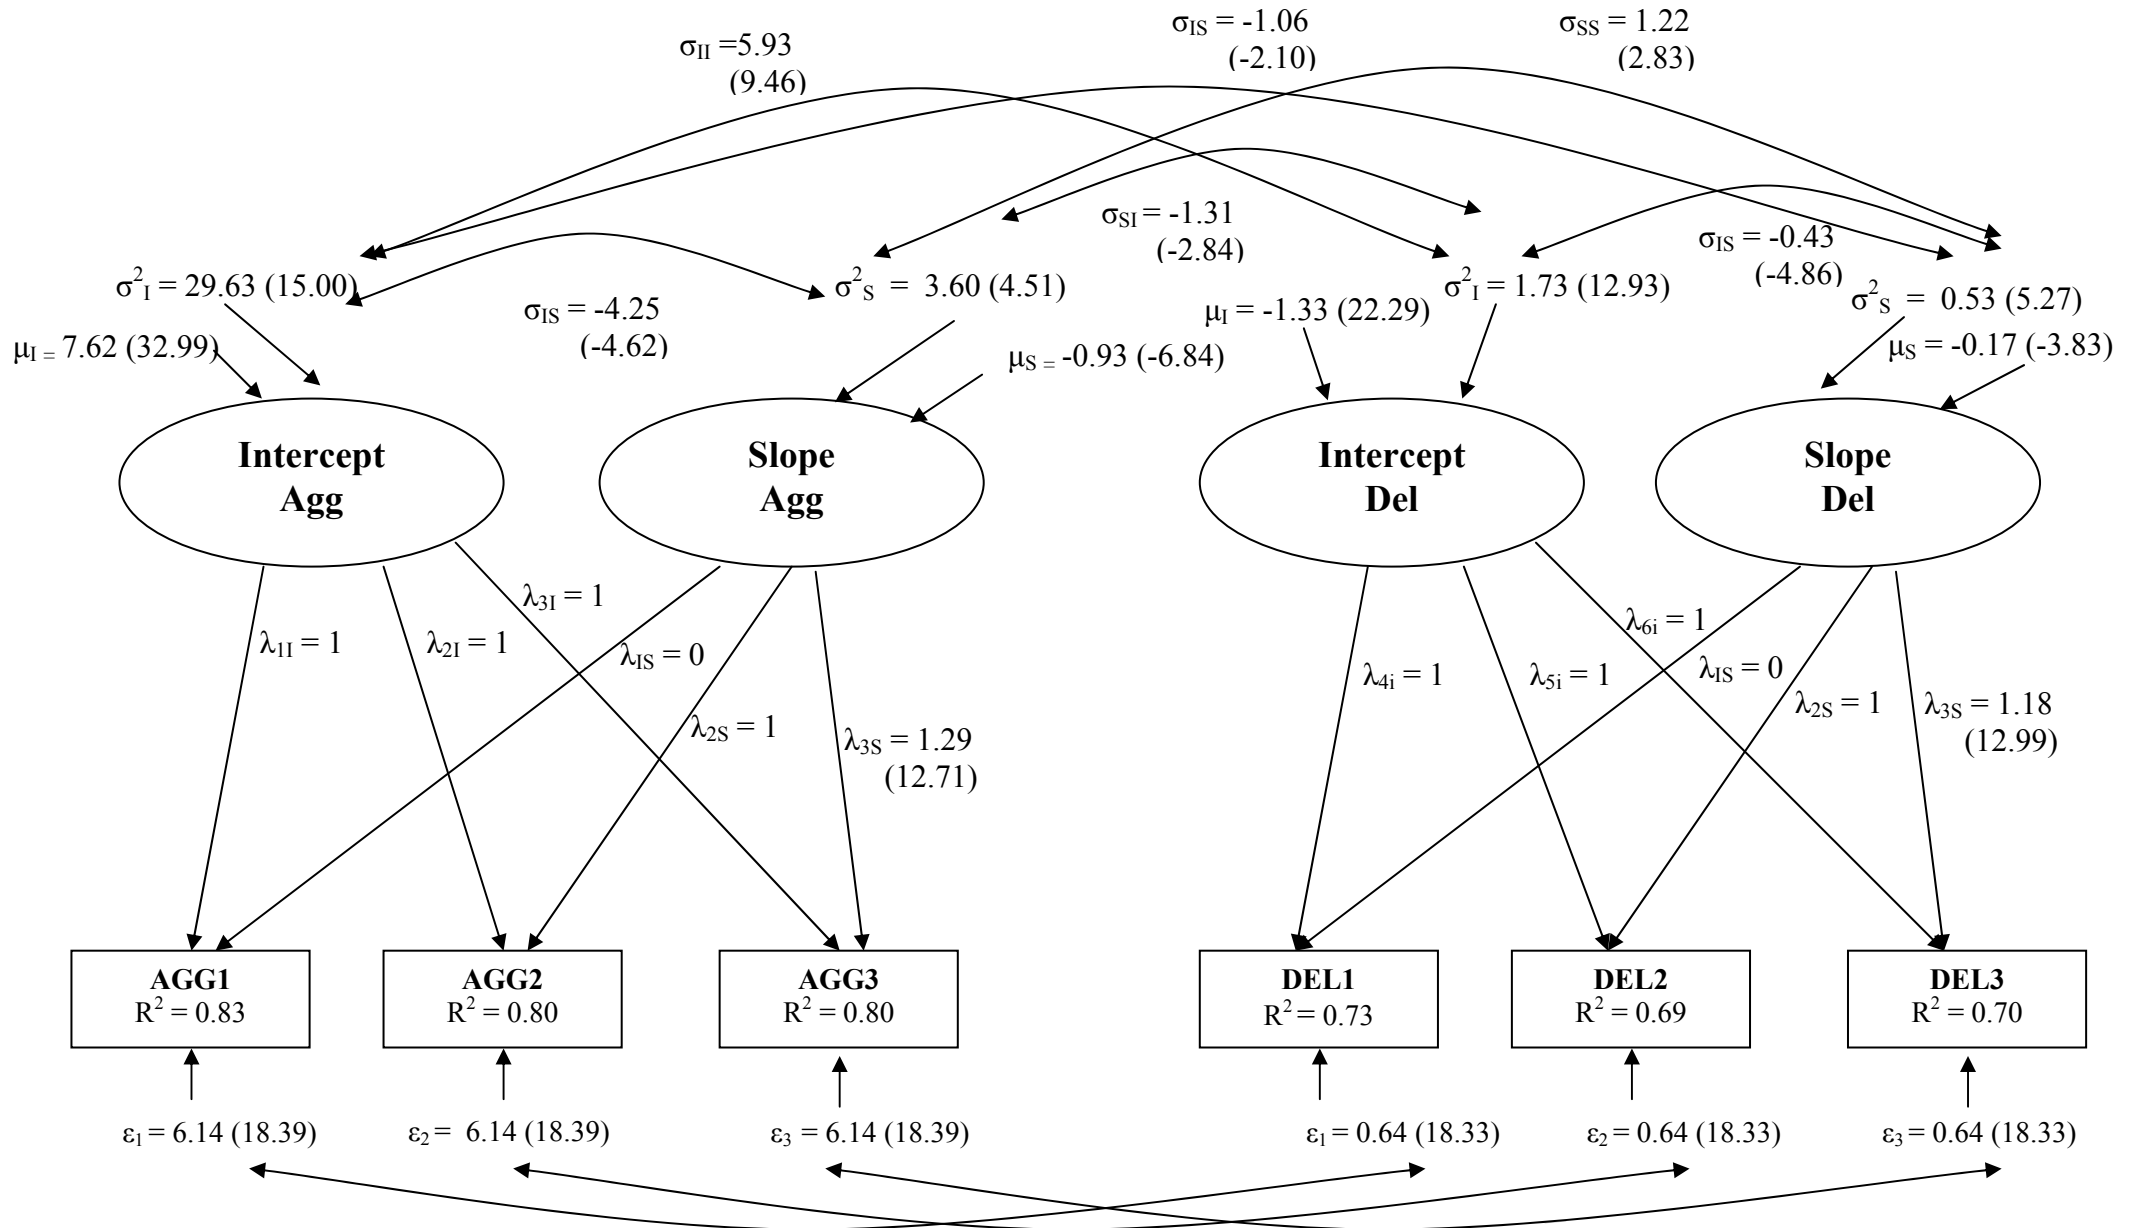 σII =5.93
(9.46)
σIS = -1.06
(-2.10)
σSS = 1.22
(2.83)
σSI = -1.31
(-2.84)
σIS = -0.43
(-4.86)
σ2I = 29.63 (15.00)
σIS = -4.25
(-4.62)
σ2S = 3.60 (4.51)
σ2I = 1.73 (12.93)
σ2S = 0.53 (5.27)
μI = 7.62 (32.99)
μS = -0.93 (-6.84)
μI = -1.33 (22.29)
μS = -0.17 (-3.83)
Intercept
Agg
Slope
Agg
Intercept
Del
Slope
Del
λ1I = 1
λ2I = 1
λ3I = 1
λIS = 0
λ2S = 1
λ3S = 1.29
(12.71)
λ4i = 1
λ5i = 1
λ6i = 1
λIS = 0
λ2S = 1
λ3S = 1.18
(12.99)
AGG1
R2 = 0.83
AGG2
R2 = 0.80
AGG3
R2 = 0.80
DEL1
R2 = 0.73
DEL2
R2 = 0.69
DEL3
R2 = 0.70
ε1 = 6.14 (18.39)
ε2 = 6.14 (18.39)
ε3 = 6.14 (18.39)
ε1 = 0.64 (18.33)
ε2 = 0.64 (18.33)
ε3 = 0.64 (18.33)